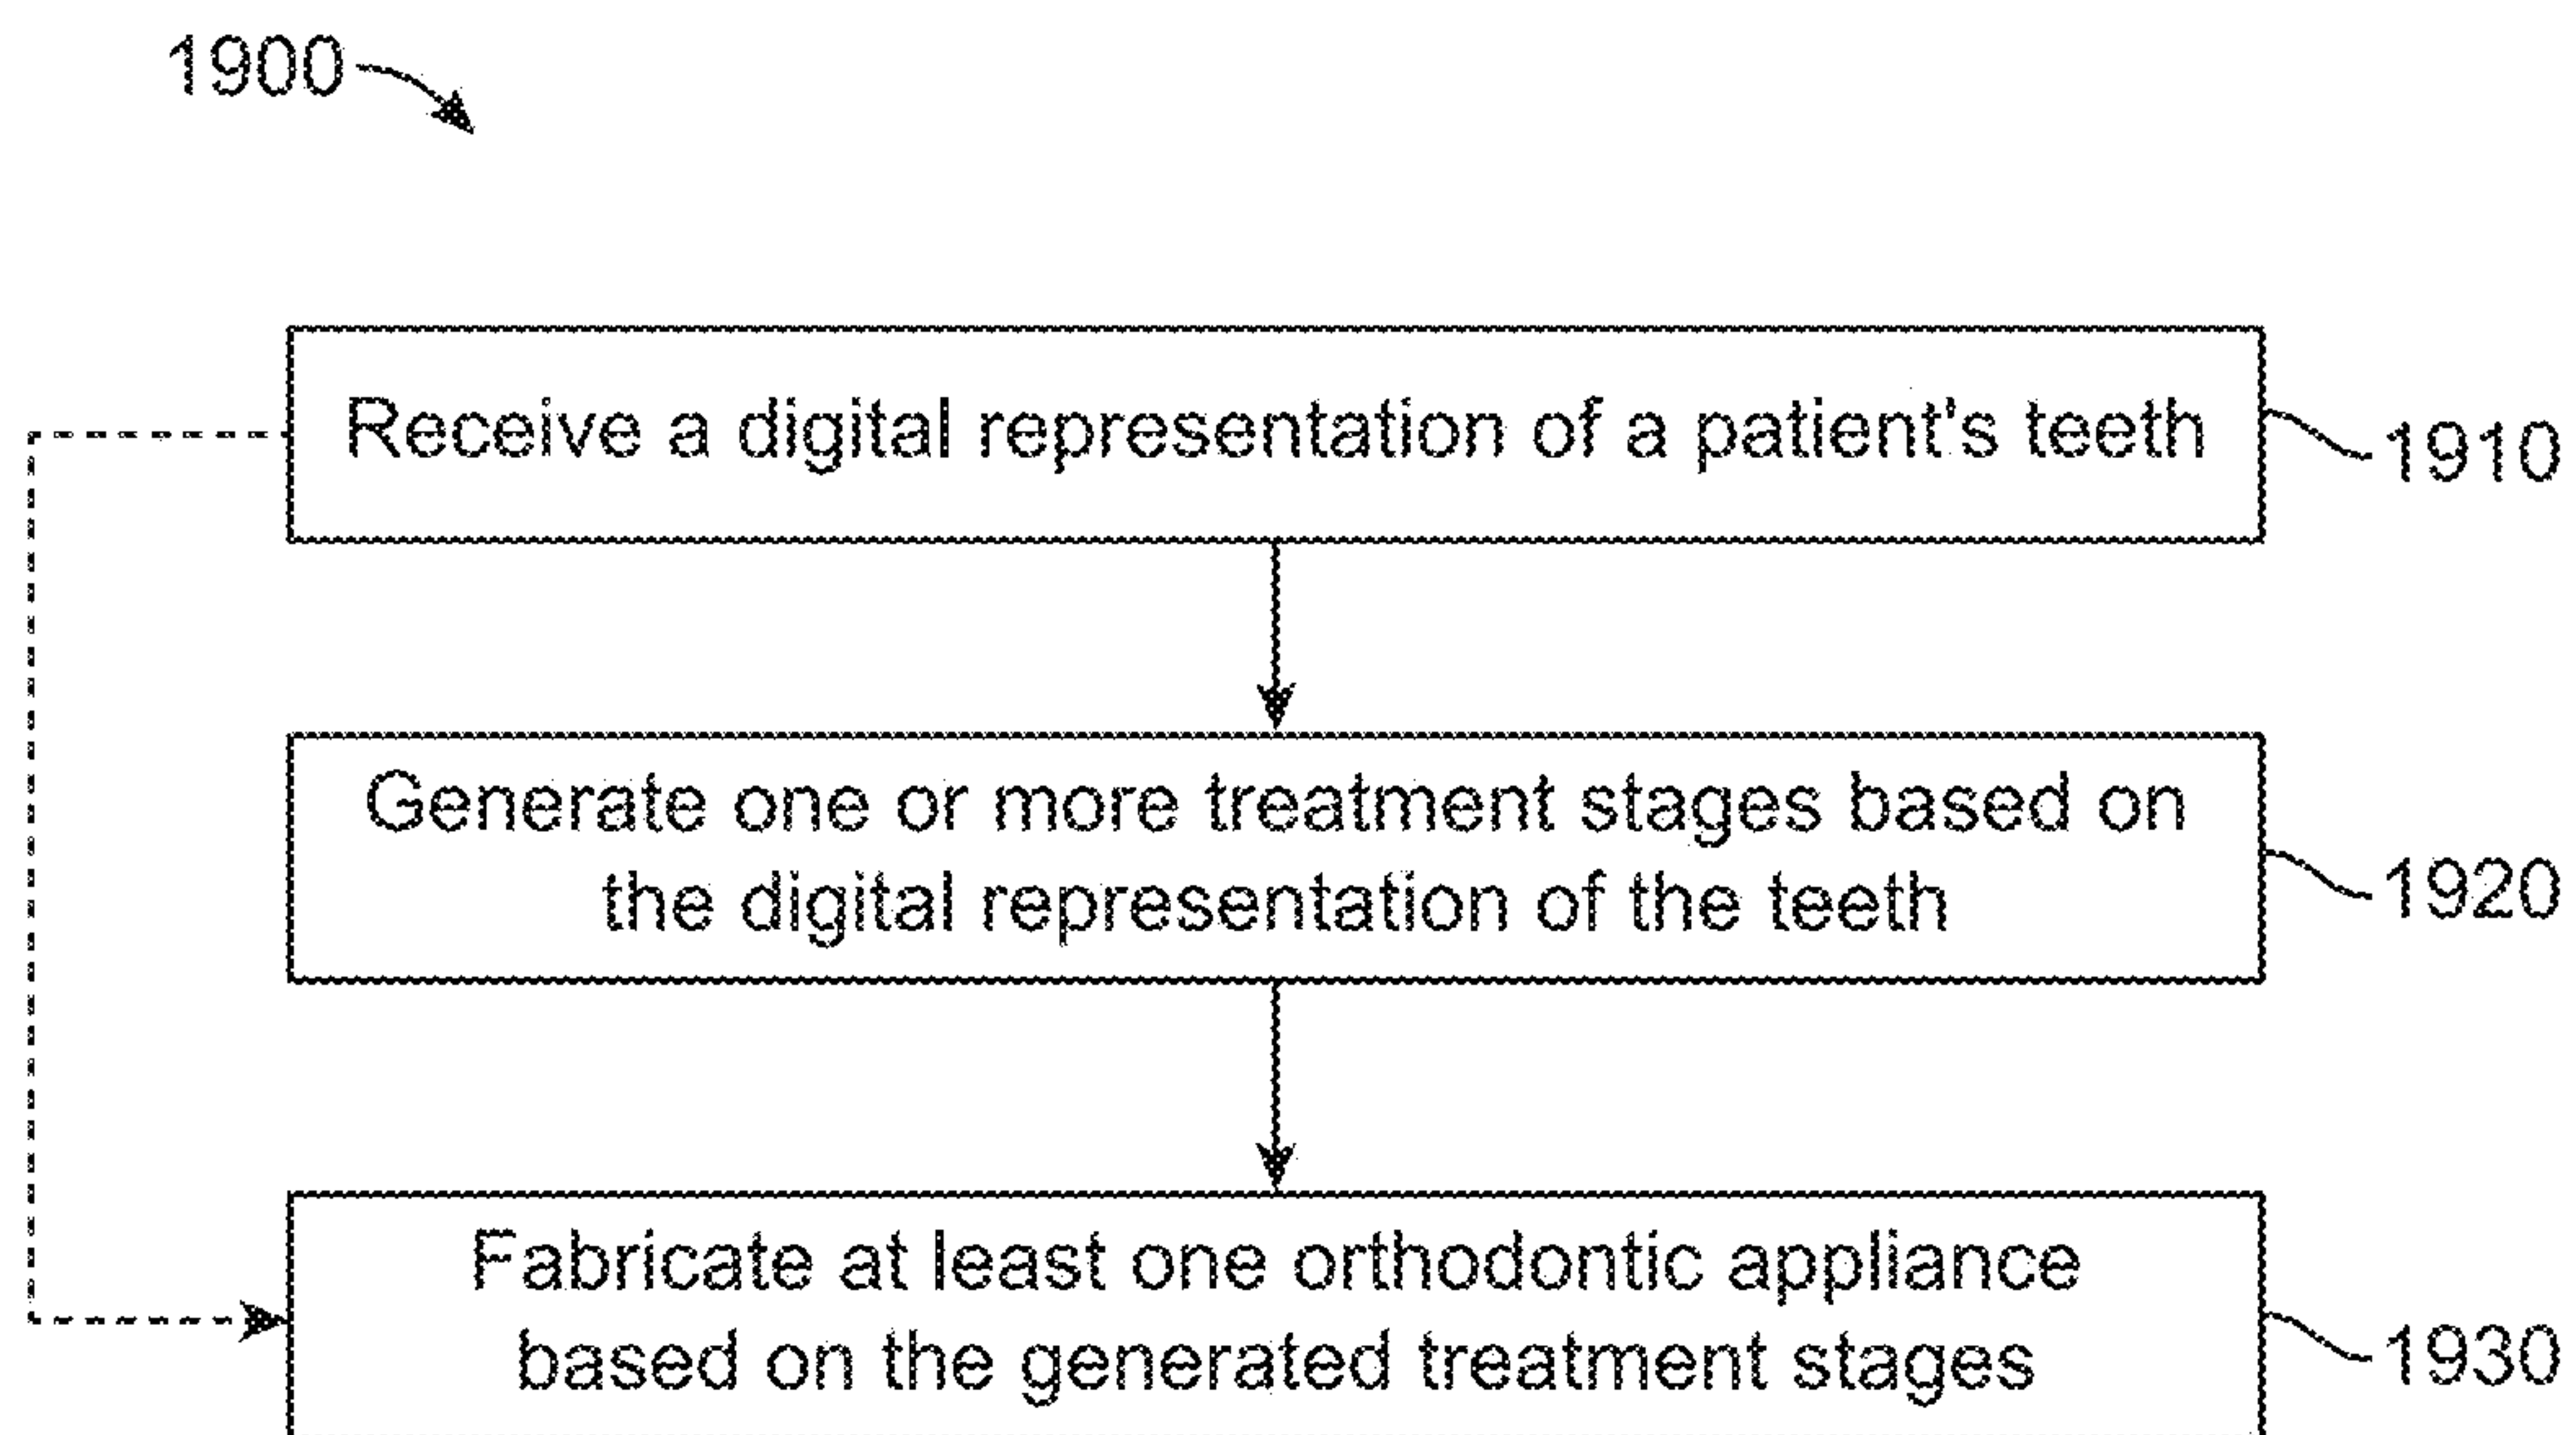 1900
Receive a digital representation of a patient's teeth
1910
Generate one or more treatment stages based on
the digital representation of the teeth
1920
Fabricate at least one orthodontic appliance
based on the generated treatment stages
1930